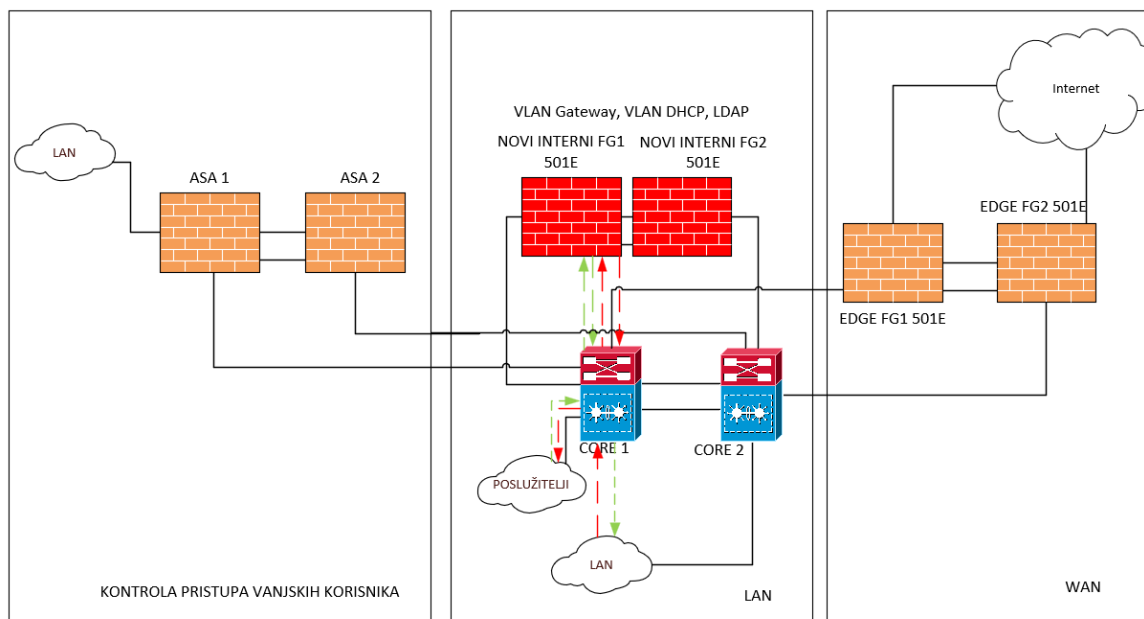 LAN
ASA 1
ASA 2
KONTROLA PRISTUPA VANJSKIH KORISNIKA
VLAN Gateway, VLAN DHCP, LDAP
NOVI INTERNI FG1
501E
NOVI INTERNI FG2
501E
CORE 1
CORE 2
POSLUŽITELJI
LAN
LAN
Internet
EDGE FG2 501E
EDGE FG1 501E
WAN